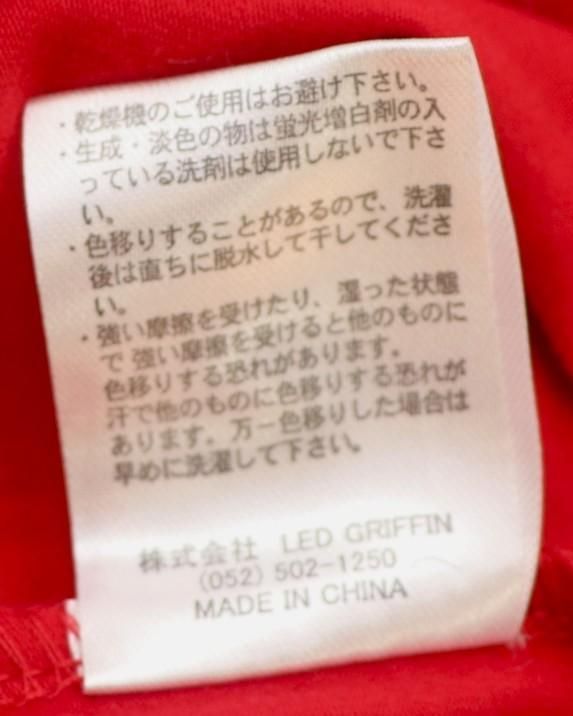 ・乾燥機のご使用はお避け下さい。
・生成・淡色の物は蛍光増白剤の入
っている洗剤は使用しないで下さ
い。
・色移りすることがあるので、洗濯
後は直ちに脱水して干してくださ
い。
・強い摩擦を受けたり、湿った状態
で強い摩擦を受けると他のものに
色移りする恐れがあります。
汗で他のものに色移りする恐れが
あります。万一色移りした場合は
早めに洗濯して下さい。
株式会社 LED GRIFFIN
(052) 502-1250
MADE IN CHINA